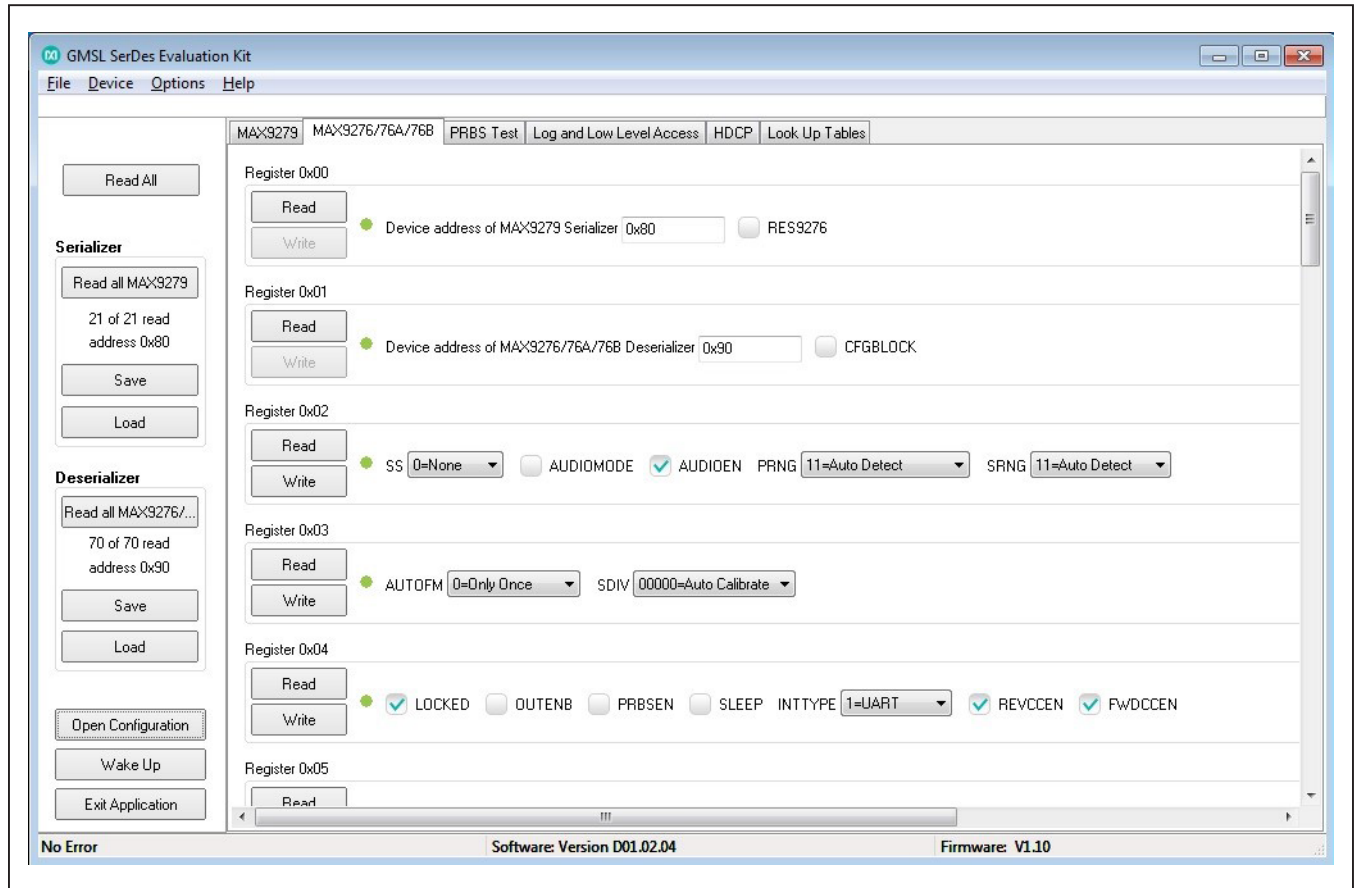 GMSL SerDes Evaluation Kit
File Device Options Help
MAX9279 MAX9276/76A/76B PRBS Test Log and Low Level Access HDCP Look Up Tables
Read All
Serializer
Read all MAX9279
21 of 21 read
address 0x80
Save
Load
Deserializer
Read all MAX9276/...
70 of 70 read
address 0x90
Save
Load
Open Configuration
Wake Up
Exit Application
Register 0x00
Read
Write
Device address of MAX9279 Serializer 0x80 RES9276
Register 0x01
Read
Write
Device address of MAX9276/76A/76B Deserializer 0x90 CFGBLOCK
Register 0x02
Read
Write
SS 0=None AUDIOMODE AUDIOEN PRNG 11=Auto Detect SRNG 11=Auto Detect
Register 0x03
Read
Write
AUTOFM 0=Only Once SDIV 00000=Auto Calibrate
Register 0x04
Read
Write
LOCKED OUTENB PRBSEN SLEEP INTTYPE 1=UART REVCCEN FWDCCEN
Register 0x05
Read
No Error Software: Version D01.02.04 Firmware: V1.10